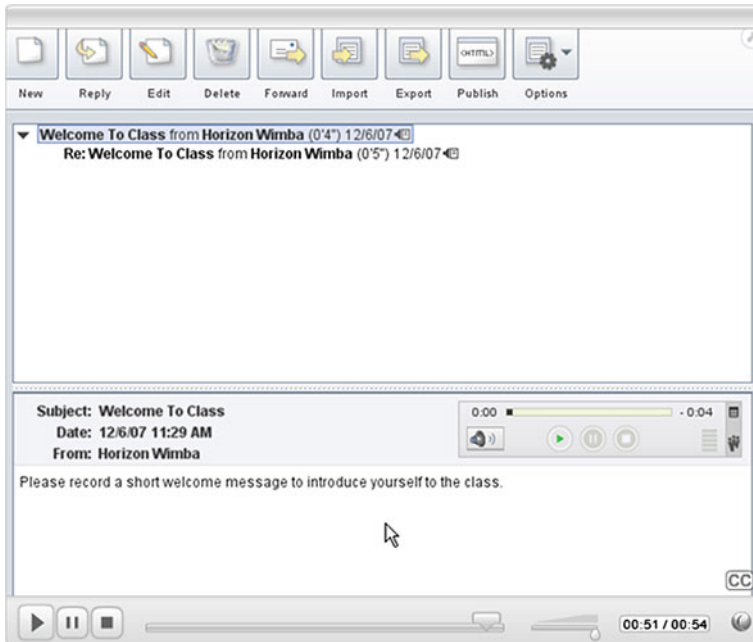 <HTML>
New Reply Edit Delete Forward Import Export Publish Options
Welcome To Class from Horizon Wimba (0'4") 12/6/07
Re: Welcome To Class from Horizon Wimba (0'5") 12/6/07
Subject: Welcome To Class
0:00 - 0:04
Date: 12/6/07 11:29 AM
From: Horizon Wimba
Please record a short welcome message to introduce yourself to the class.
CC
00:51 / 00:54